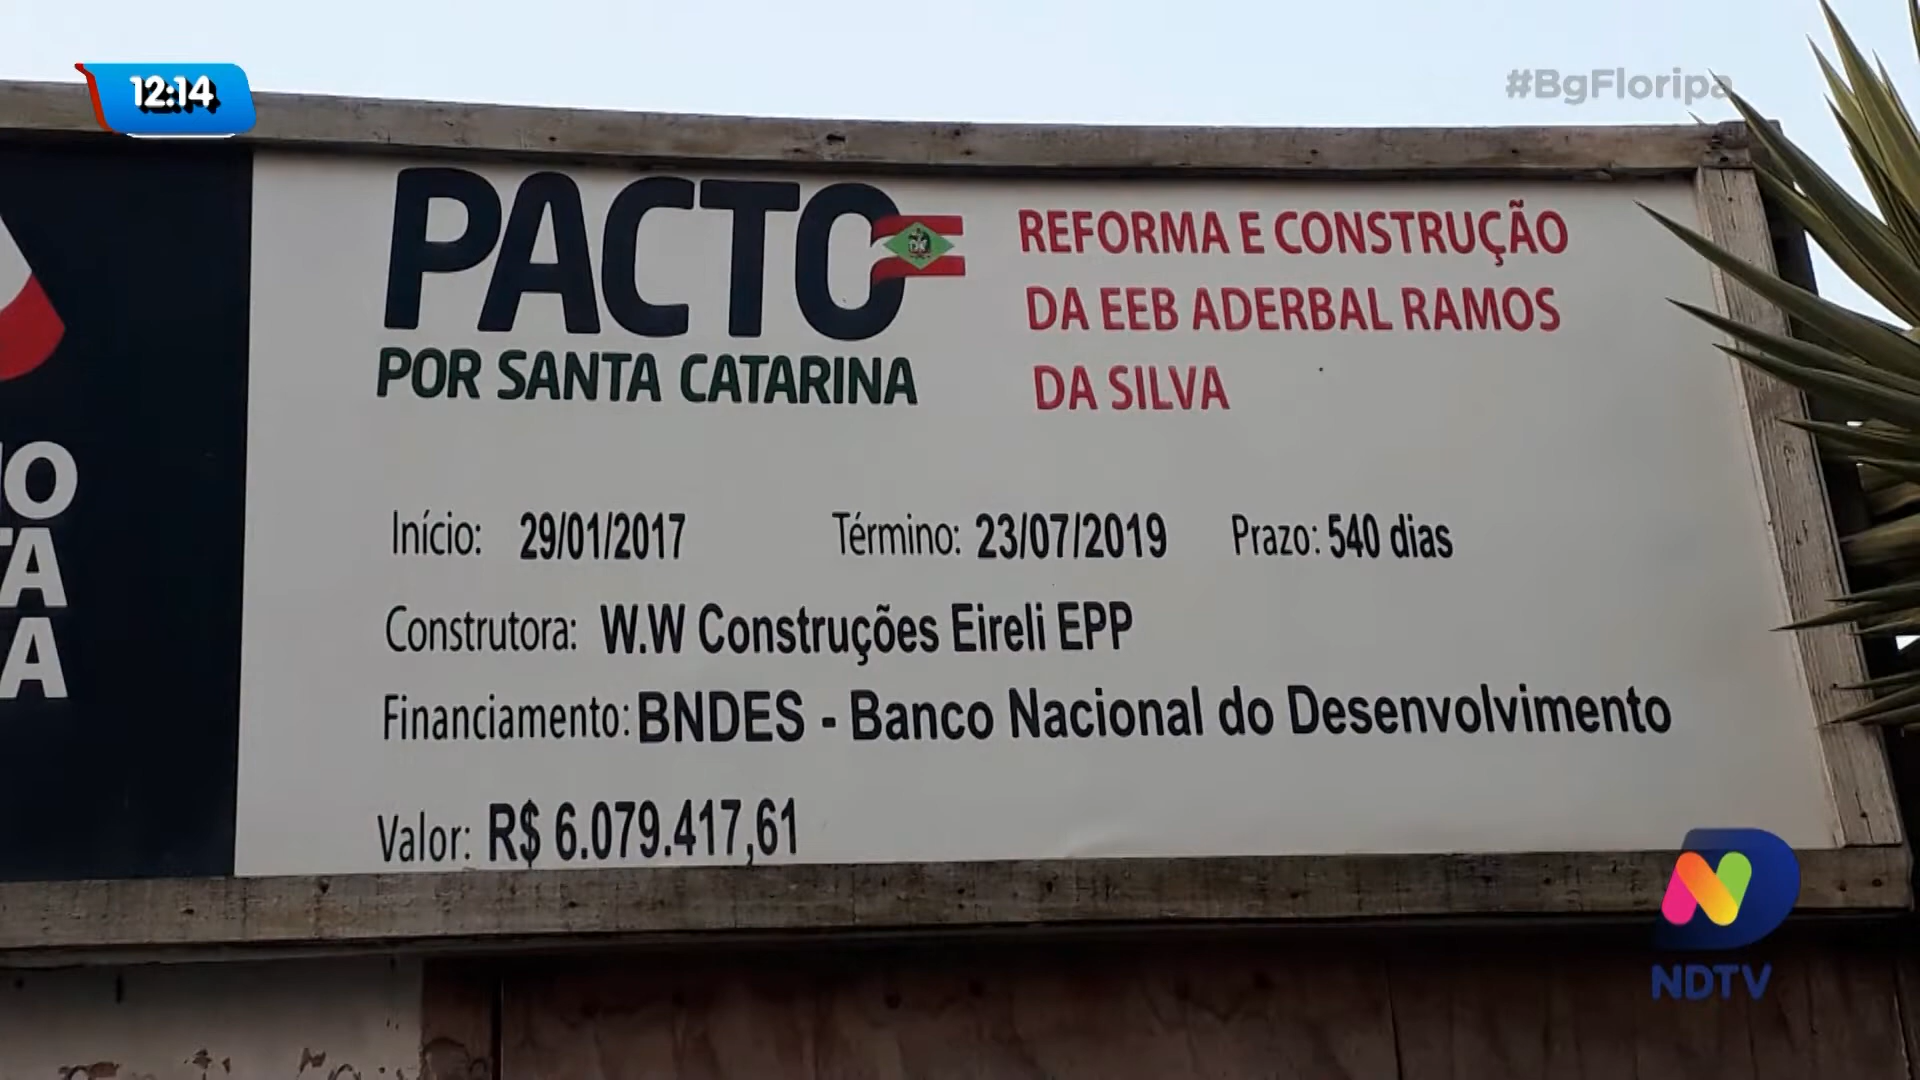 12:14
#BgFloripa
PACTO
POR SANTA CATARINA
REFORMA E CONSTRUÇÃO
DA EEB ADERBAL RAMOS
DA SILVA
Início: 29/01/2017 Término: 23/07/2019 Prazo: 540 dias
Construtora: W.W Construções Eireli EPP
Financiamento: BNDES - Banco Nacional do Desenvolvimento
Valor: R$ 6.079.417,61
NDTV